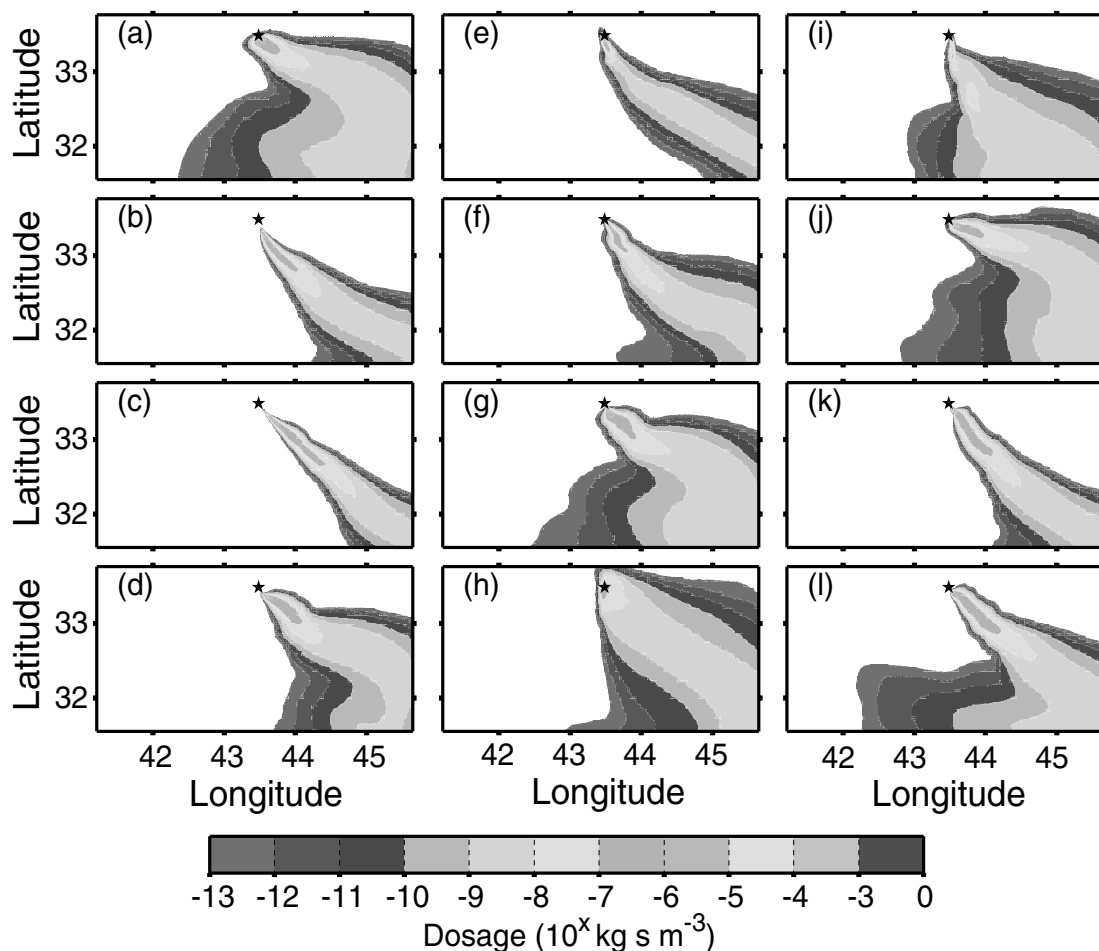 (a) (e) (i)
Latitude 33 32
(b) (f) (j)
Latitude 33 32
(c) (g) (k)
Latitude 33 32
(d) (h) (l)
Latitude 33 32
42 43 44 45 42 43 44 45 42 43 44 45
Longitude Longitude Longitude
-13 -12 -11 -10 -9 -8 -7 -6 -5 -4 -3 0
Dosage (10^x kg s m^-3)